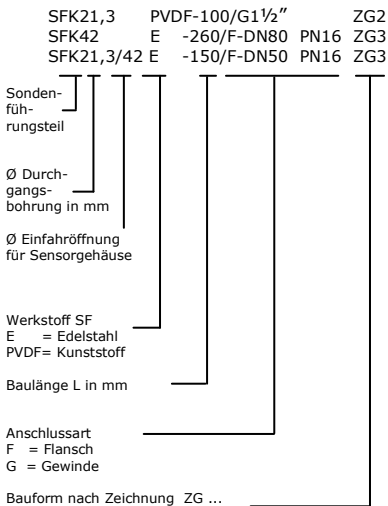 SFK21,3 PVDF-100/G1½” ZG2
SFK42 E -260/F-DN80 PN16 ZG3
SFK21,3/42 E -150/F-DN50 PN16 ZG3
Sonden-
füh-
rungsteil
Ø Durch-
gangs-
bohrung in mm
Ø Einfahröffnung
für Sensorgehäuse
Werkstoff SF
E = Edelstahl
PVDF= Kunststoff
Baulänge L in mm
Anschlussart
F = Flansch
G = Gewinde
Bauform nach Zeichnung ZG ...